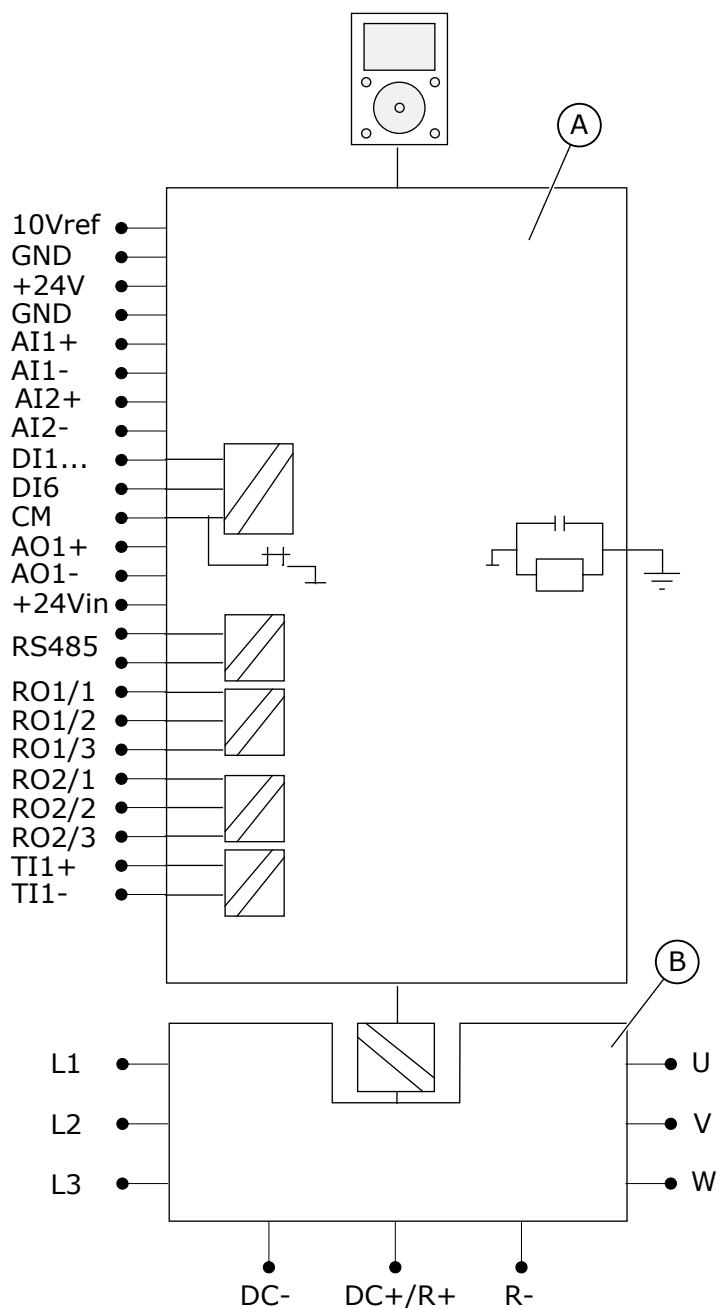 A
10Vref
GND
+24V
GND
AI1+
AI1-
AI2+
AI2-
DI1...
DI6
CM
AO1+
AO1-
+24Vin
RS485
RO1/1
RO1/2
RO1/3
RO2/1
RO2/2
RO2/3
TI1+
TI1-
B
L1
U
L2
V
L3
W
DC-
DC+/R+
R-